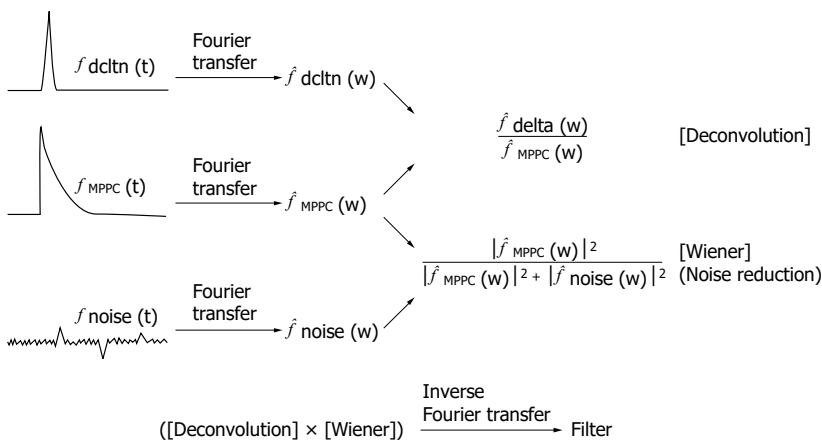 f dcltn (t)
Fourier
transfer
f̂ dcltn (w)
f̂ delta (w)
f̂ MPPC (w)
[Deconvolution]
f MPPC (t)
Fourier
transfer
f̂ MPPC (w)
|f̂ MPPC (w)|²
|f̂ MPPC (w)|² + |f̂ noise (w)|²
[Wiener]
(Noise reduction)
f noise (t)
Fourier
transfer
f̂ noise (w)
([Deconvolution] × [Wiener])
Inverse
Fourier transfer
Filter